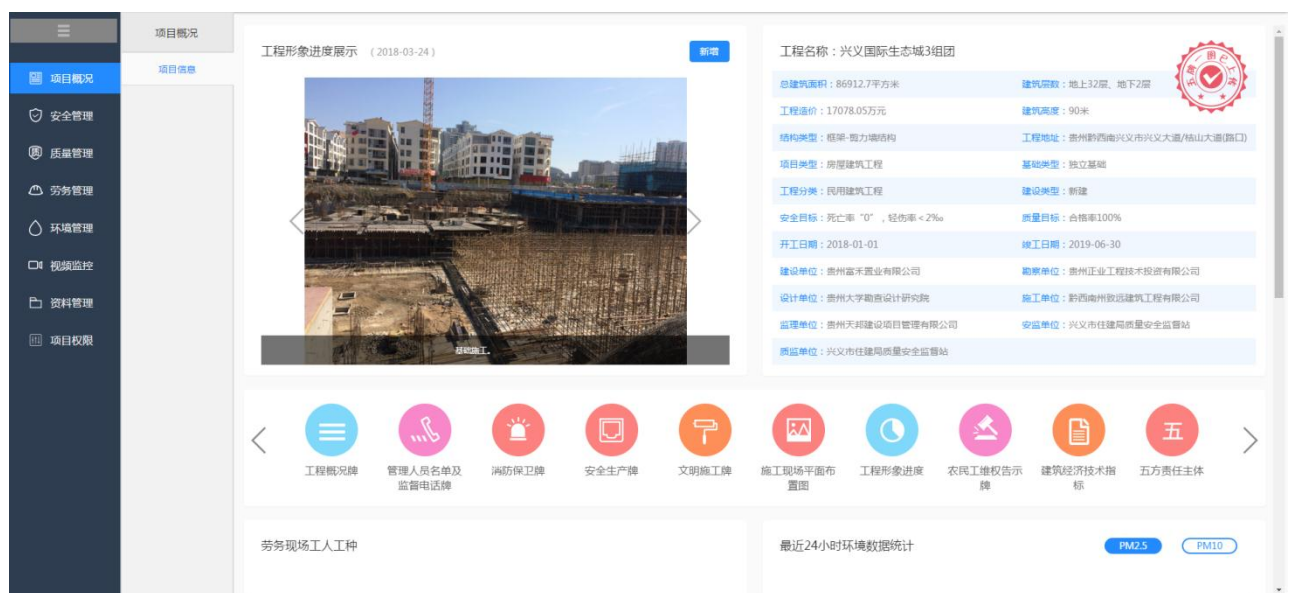 项目概况
安全管理
质量管理
劳务管理
环境管理
视频监控
资料管理
项目权限
项目概况
项目信息
工程形象进度展示 (2018-03-24)
新增
基础施工。
工程名称：兴义国际生态城3组团
总建筑面积：86912.7平方米 建筑层数：地上32层、地下2层
工程造价：17078.05万元 建筑高度：90米
结构类型：框架-剪力墙结构 工程地址：贵州黔西南兴义市兴义大道/桔山大道(路口)
项目类型：房屋建筑工程 基础类型：独立基础
工程分类：民用建筑工程 建设类型：新建
安全目标：死亡率“0”，轻伤率<2‰ 质量目标：合格率100%
开工日期：2018-01-01 竣工日期：2019-06-30
建设单位：贵州富禾置业有限公司 勘察单位：贵州正业工程技术投资有限公司
设计单位：贵州大学勘查设计研究院 施工单位：黔西南州致远建筑工程有限公司
监理单位：贵州天邦建设项目管理有限公司 安监单位：兴义市住建局质量安全监督站
质监单位：兴义市住建局质量安全监督站
五牌一图已上传
工程概况牌
管理人员名单及
监督电话牌
消防保卫牌
安全生产牌
文明施工牌
施工现场平面布
置图
工程形象进度
农民工维权告示
牌
建筑经济技术指
标
五
五方责任主体
劳务现场工人工种
最近24小时环境数据统计
PM2.5 PM10